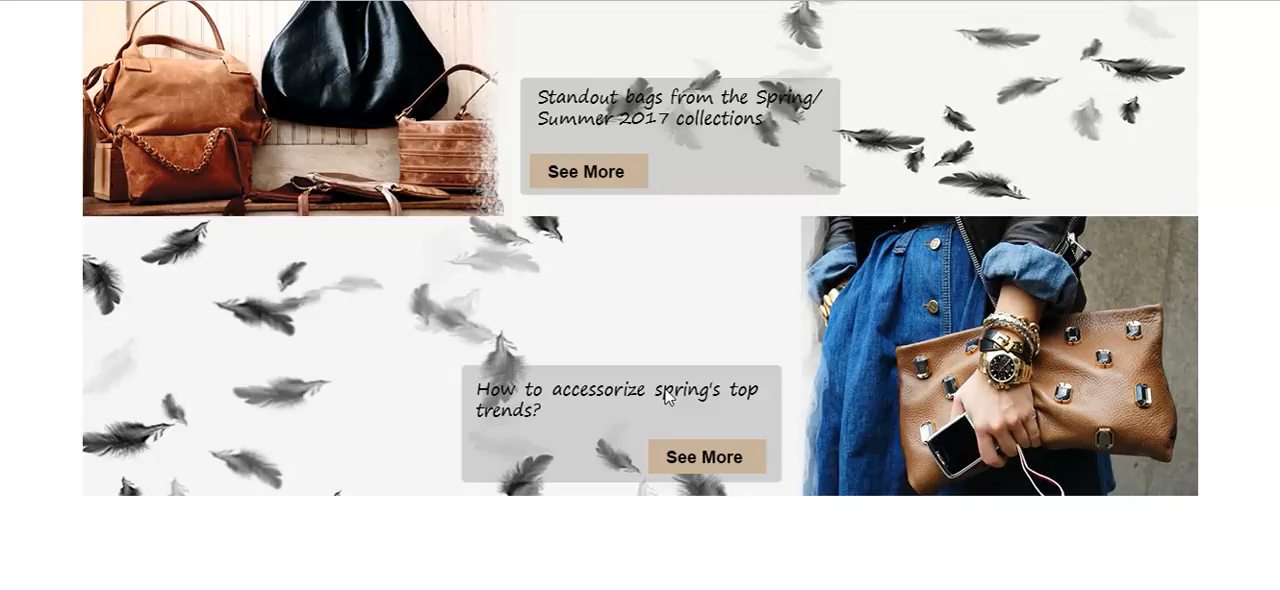 Standout bags from the Spring/
Summer 2017 collections
See More
How to accessorize spring's top
trends?
See More